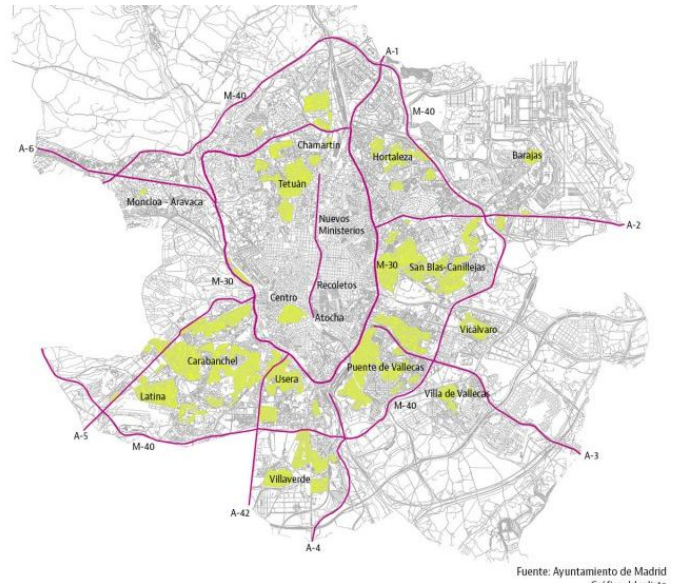 A-1
M-40
M-40
A-6
Chamartín
Hortaleza
Barajas
Tetuán
Moncloa - Aravaca
Nuevos
Ministerios
A-2
M-30
M-30
San Blas-Canillejas
Recoletos
Centro
Atocha
Vicálvaro
Carabanchel
Puente de Vallecas
Usera
Latina
Villa de Vallecas
M-40
A-5
M-40
A-3
Villaverde
A-42
A-4
Fuente: Ayuntamiento de Madrid